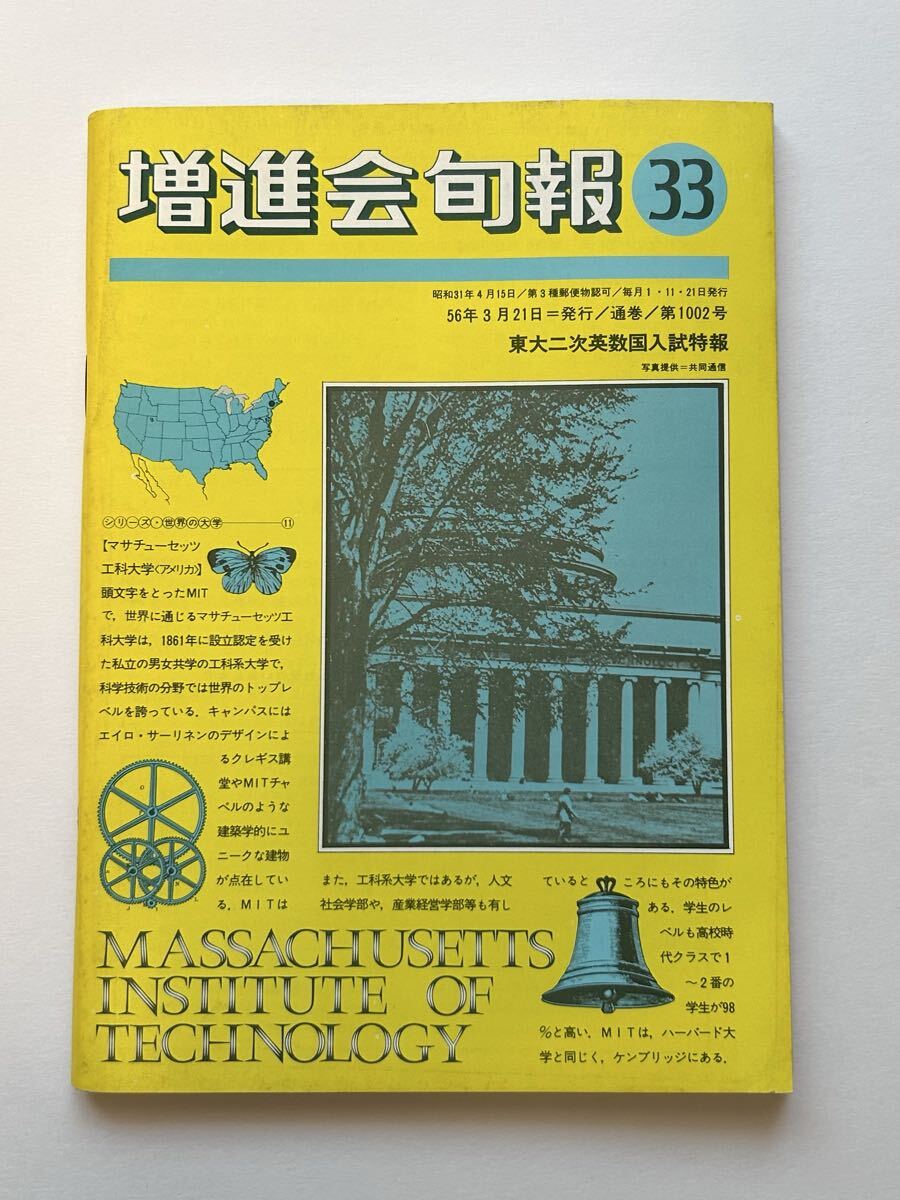 増進会旬報 33
昭和31年4月15日/第3種郵便物認可/毎月1・11・21日発行
56年3月21日=発行/通巻/第1002号
東大二次英数国入試特報
写真提供=共同通信
シリーズ・世界の大学 11
【マサチューセッツ
工科大学〈アメリカ〉】
頭文字をとったMIT
で，世界に通じるマサチューセッツ工
科大学は，1861年に設立認定を受け
た私立の男女共学の工科系大学で，
科学技術の分野では世界のトップレ
ベルを誇っている．キャンパスには
エイロ・サーリネンのデザインによ
るクレギス講
堂やMITチャ
ペルのような
建築学的にユ
ニークな建物
が点在してい
る．MITは
また，工科系大学ではあるが，人文
社会学部や，産業経営学部等も有し
ていると ころにもその特色が
ある．学生のレ
ベルも高校時
代クラスで1
〜2番の
学生が98
%と高い．MITは，ハーバード大
学と同じく，ケンブリッジにある．
MASSACHUSETTS
INSTITUTE OF
TECHNOLOGY